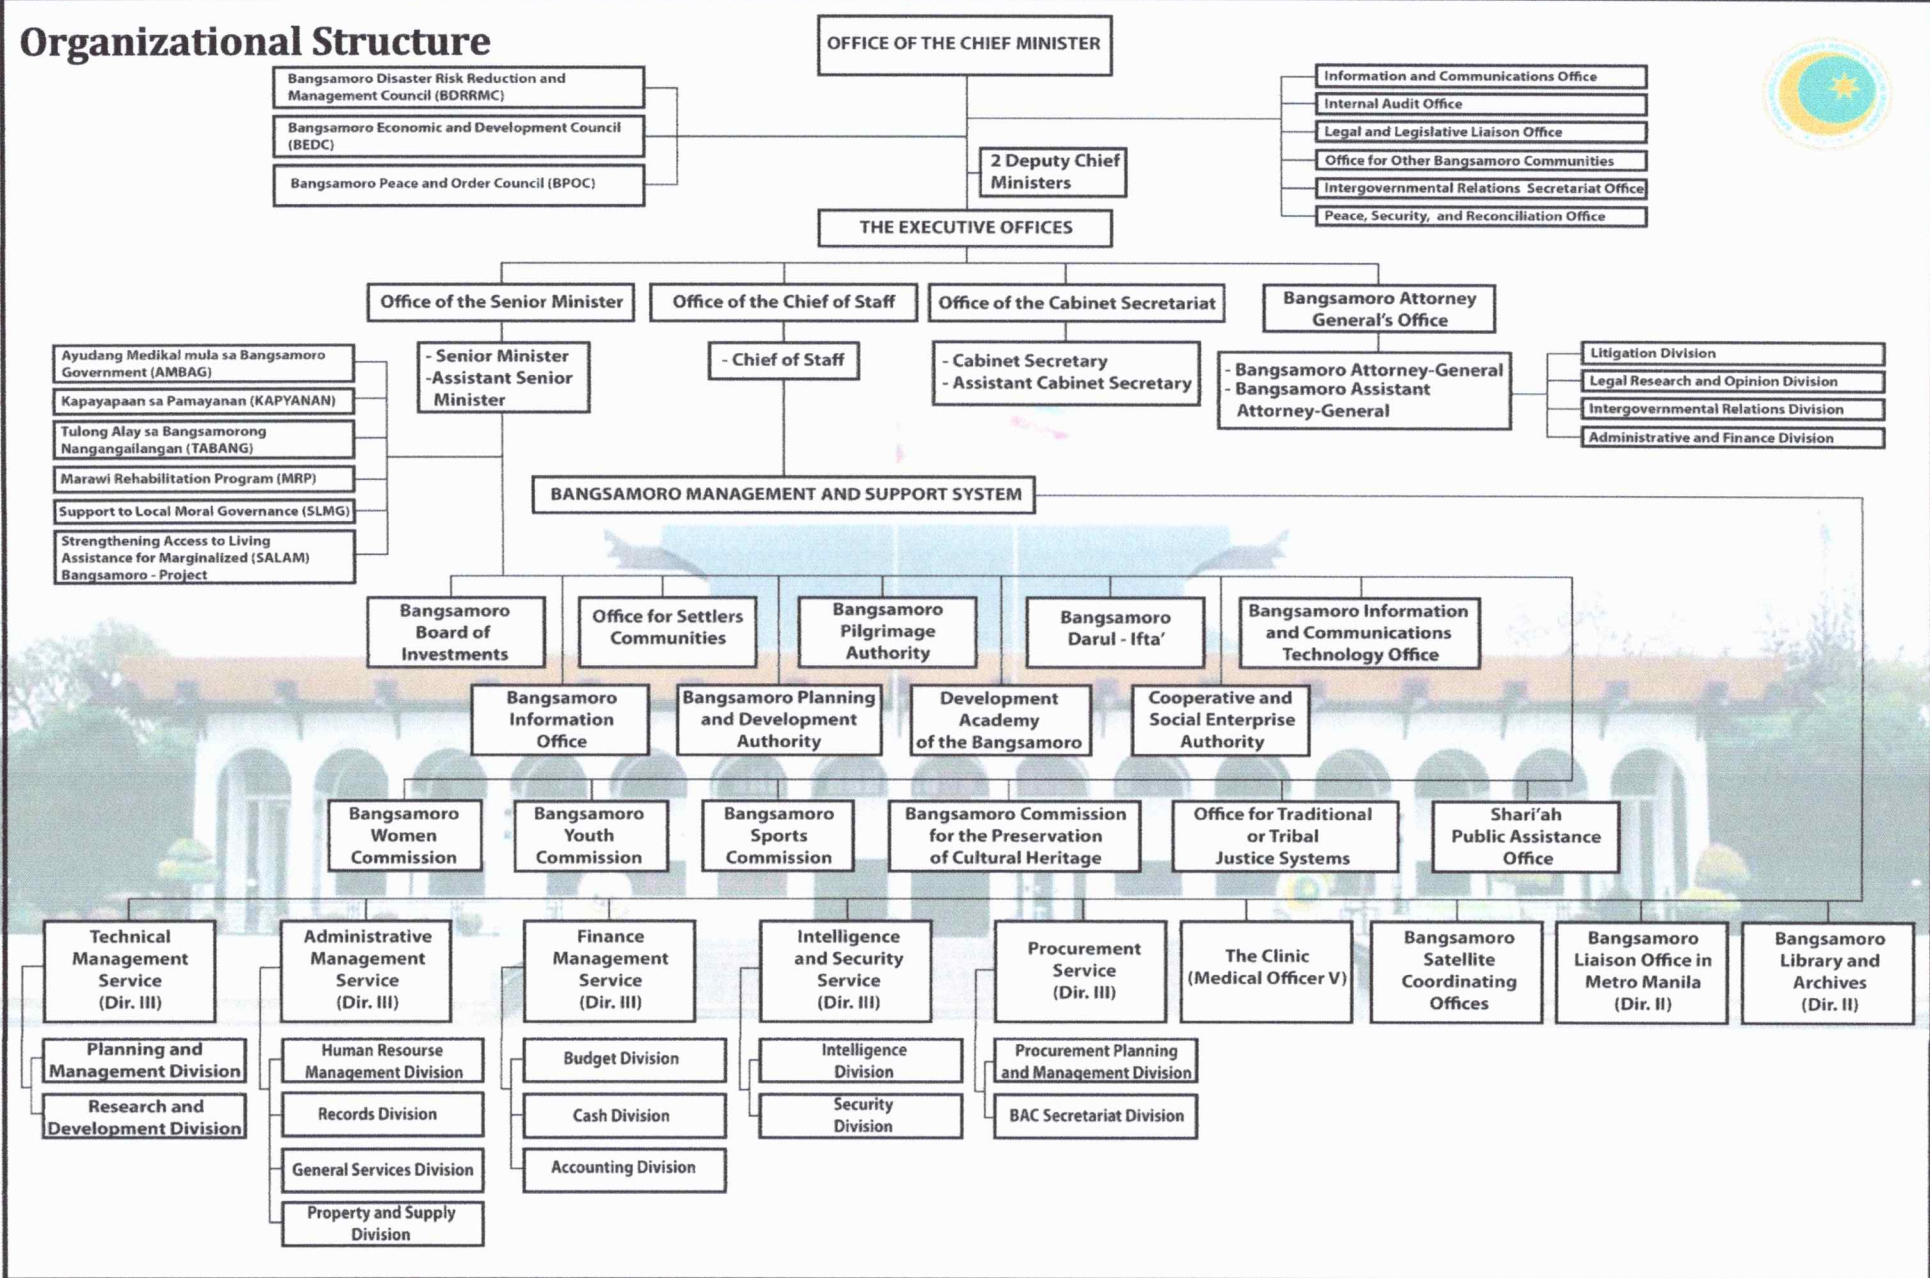 Organizational Structure
OFFICE OF THE CHIEF MINISTER
Bangsamoro Disaster Risk Reduction and
Management Council (BDRRMC)
Bangsamoro Economic and Development Council
(BEDC)
Bangsamoro Peace and Order Council (BPOC)
Information and Communications Office
Internal Audit Office
Legal and Legislative Liaison Office
Office for Other Bangsamoro Communities
Intergovernmental Relations Secretariat Office
Peace, Security, and Reconciliation Office
2 Deputy Chief
Ministers
THE EXECUTIVE OFFICES
Office of the Senior Minister
Office of the Chief of Staff
Office of the Cabinet Secretariat
Bangsamoro Attorney
General's Office
- Senior Minister
-Assistant Senior
Minister
- Chief of Staff
- Cabinet Secretary
- Assistant Cabinet Secretary
- Bangsamoro Attorney-General
- Bangsamoro Assistant
Attorney-General
Litigation Division
Legal Research and Opinion Division
Intergovernmental Relations Division
Administrative and Finance Division
Ayudang Medikal mula sa Bangsamoro
Government (AMBAG)
Kapayapaan sa Pamayanan (KAPYANAN)
Tulong Alay sa Bangsamorong
Nangangailangan (TABANG)
Marawi Rehabilitation Program (MRP)
Support to Local Moral Governance (SLMG)
Strengthening Access to Living
Assistance for Marginalized (SALAM)
Bangsamoro - Project
BANGSAMORO MANAGEMENT AND SUPPORT SYSTEM
Bangsamoro
Board of
Investments
Office for Settlers
Communities
Bangsamoro
Pilgrimage
Authority
Bangsamoro
Darul - Ifta'
Bangsamoro Information
and Communications
Technology Office
Bangsamoro
Information
Office
Bangsamoro Planning
and Development
Authority
Development
Academy
of the Bangsamoro
Cooperative and
Social Enterprise
Authority
Bangsamoro
Women
Commission
Bangsamoro
Youth
Commission
Bangsamoro
Sports
Commission
Bangsamoro Commission
for the Preservation
of Cultural Heritage
Office for Traditional
or Tribal
Justice Systems
Shari'ah
Public Assistance
Office
Technical
Management
Service
(Dir. III)
Administrative
Management
Service
(Dir. III)
Finance
Management
Service
(Dir. III)
Intelligence
and Security
Service
(Dir. III)
Procurement
Service
(Dir. III)
The Clinic
(Medical Officer V)
Bangsamoro
Satellite
Coordinating
Offices
Bangsamoro
Liaison Office in
Metro Manila
(Dir. II)
Bangsamoro
Library and
Archives
(Dir. II)
Planning and
Management Division
Research and
Development Division
Human Resourse
Management Division
Records Division
General Services Division
Property and Supply
Division
Budget Division
Cash Division
Accounting Division
Intelligence
Division
Security
Division
Procurement Planning
and Management Division
BAC Secretariat Division